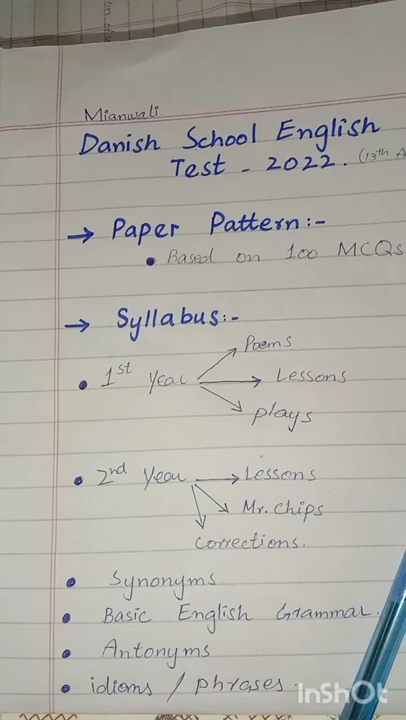 Mianwali.
Danish School English
Test - 2022. (13th A
→ Paper Pattern:-
• Based on 100 MCQs
→ Syllabus:-
Poems
• 1st Year → Lessons
Plays
• 2nd Year → Lessons
Mr. Chips
Corrections.
• Synonyms
• Basic English Grammar.
• Antonyms
• idioms / phrases
InShOt